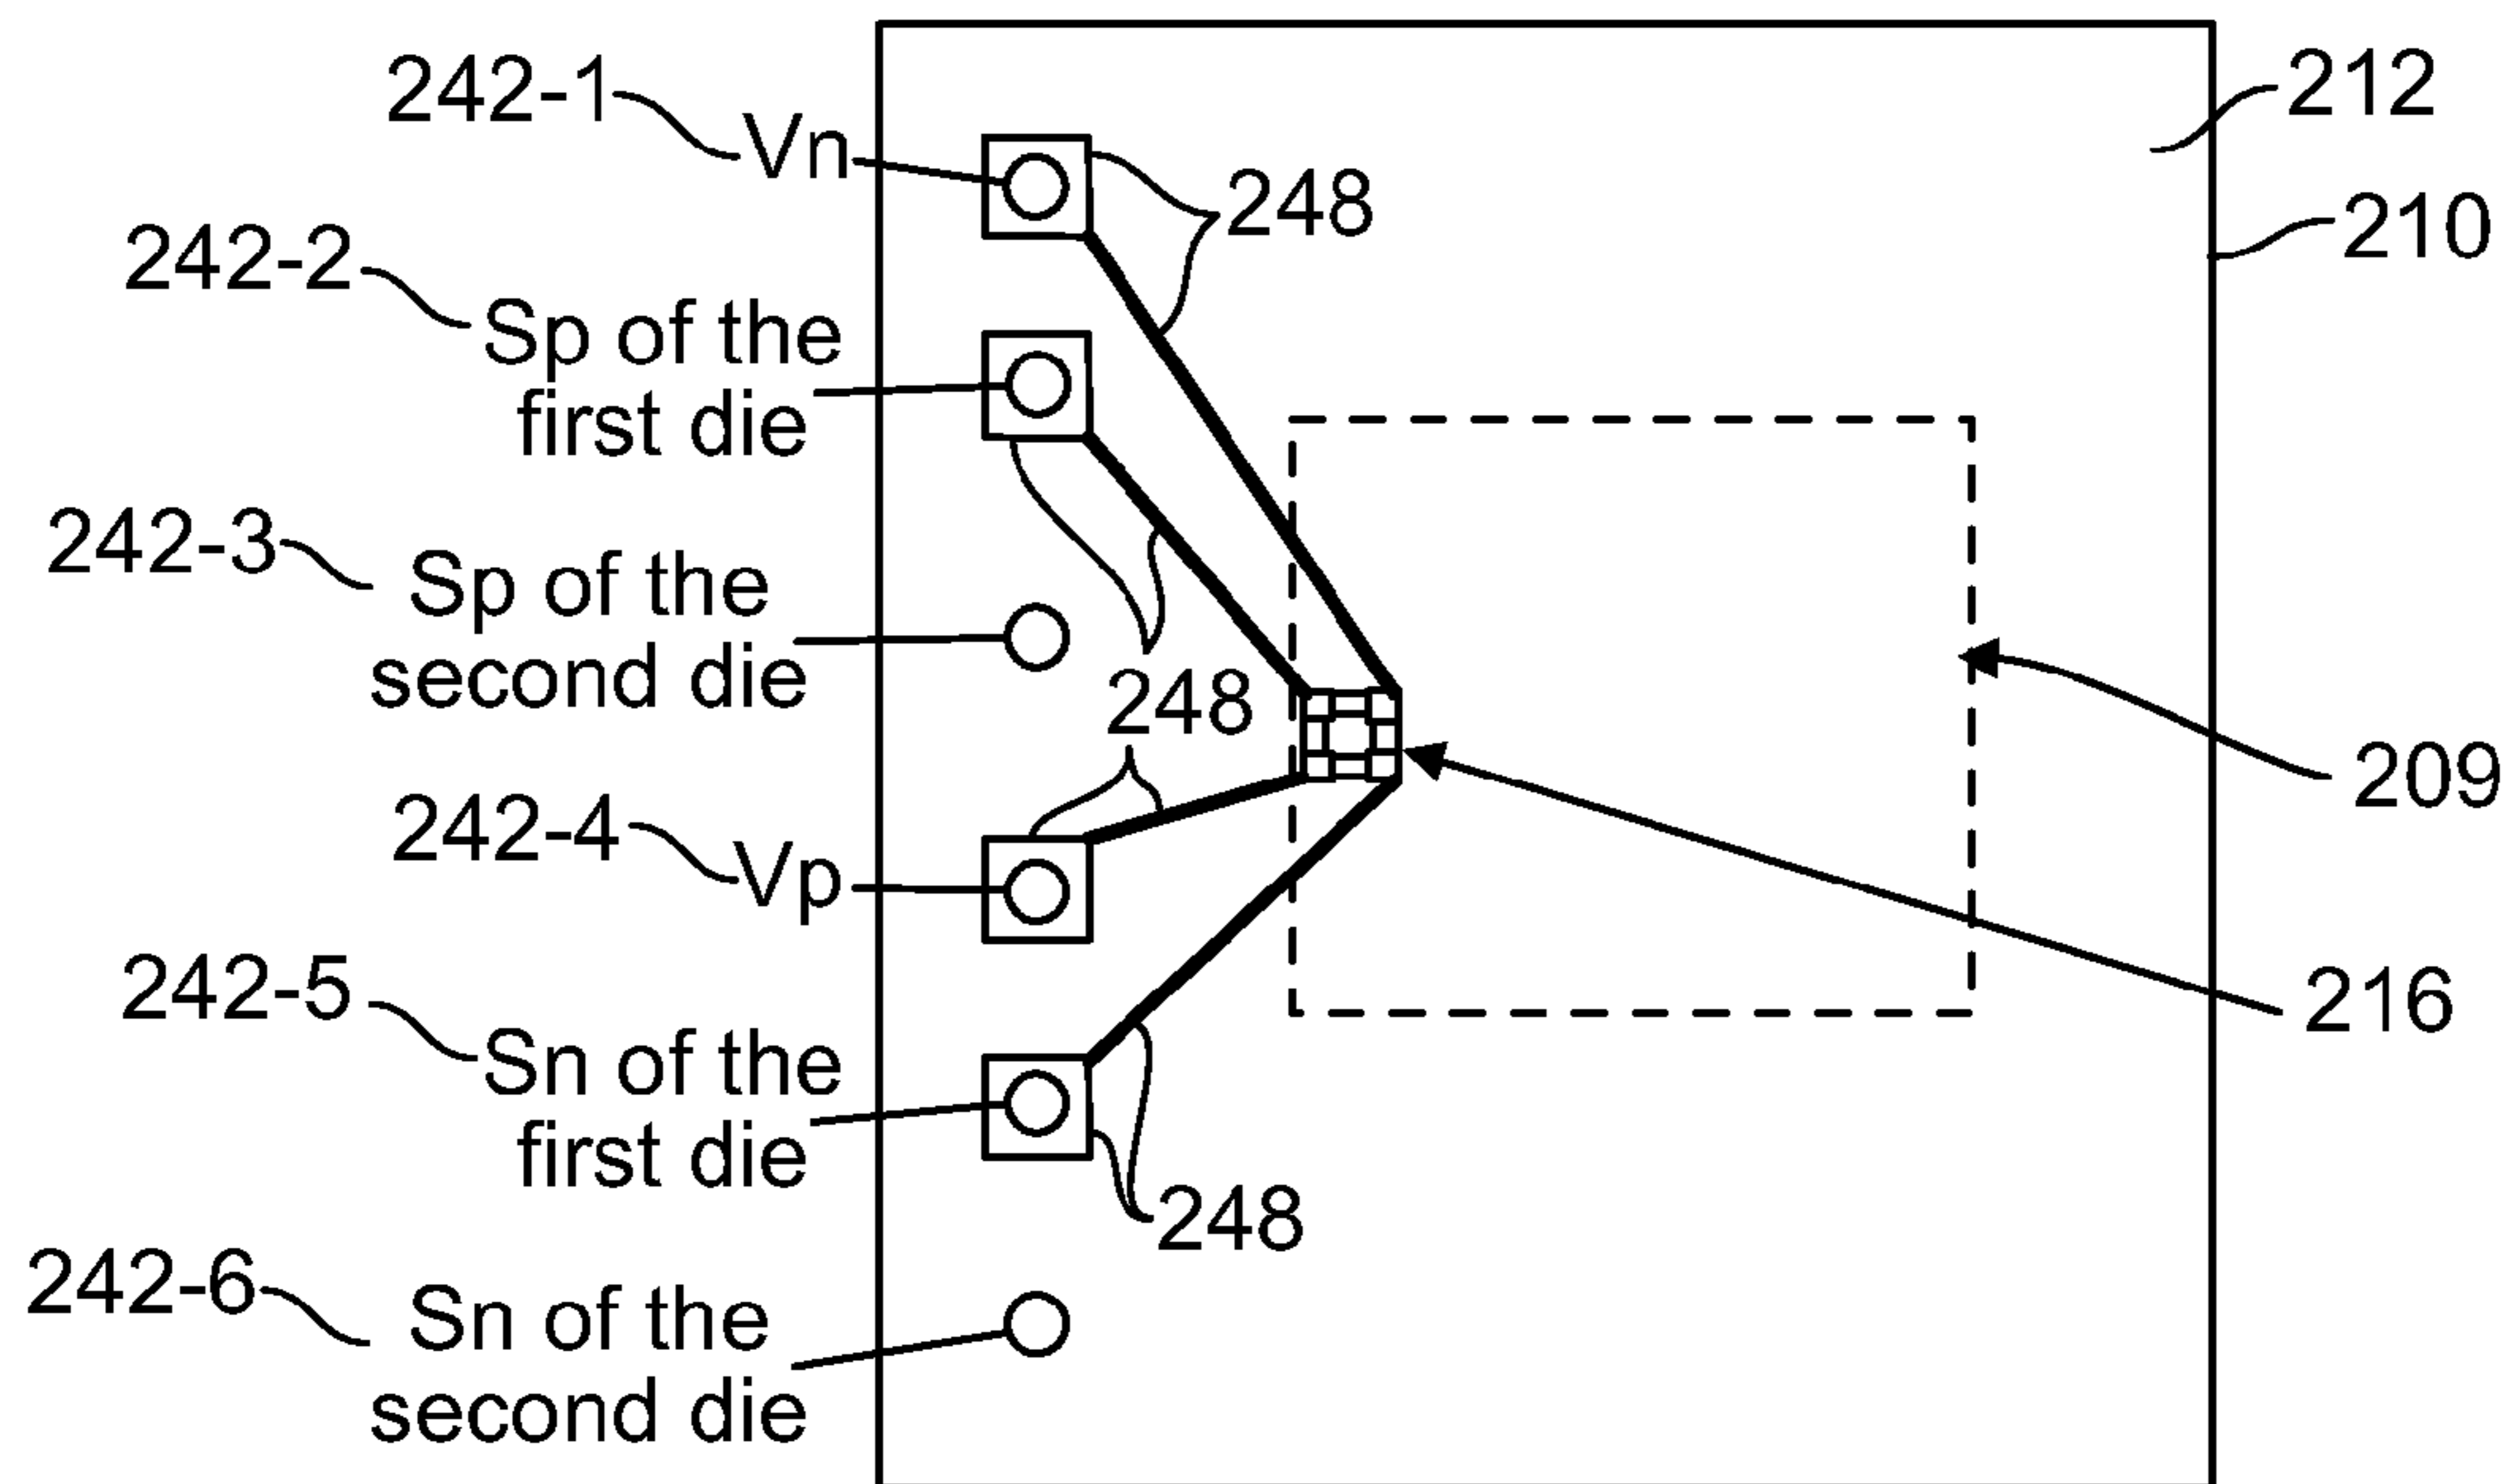 242-1
Vn
212
248
210
242-2
Sp of the
first die
242-3
Sp of the
second die
248
209
242-4
Vp
216
242-5
Sn of the
first die
248
242-6
Sn of the
second die